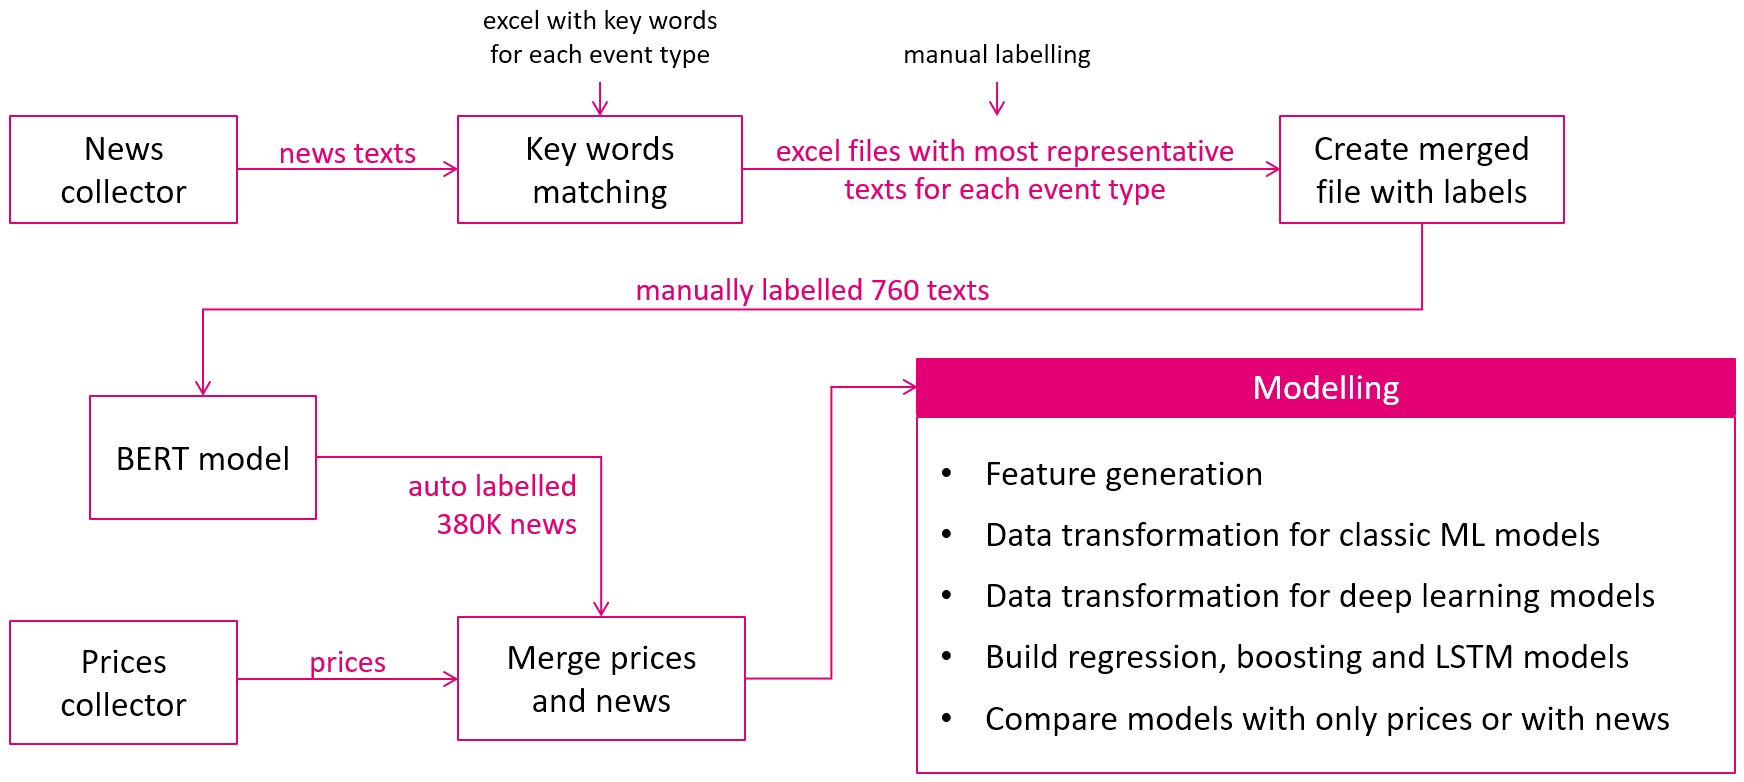 excel with key words
for each event type
manual labelling
News
collector
news texts
Key words
matching
excel files with most representative
texts for each event type
Create merged
file with labels
manually labelled 760 texts
BERT model
auto labelled
380K news
Prices
collector
prices
Merge prices
and news
Modelling
• Feature generation
• Data transformation for classic ML models
• Data transformation for deep learning models
• Build regression, boosting and LSTM models
• Compare models with only prices or with news